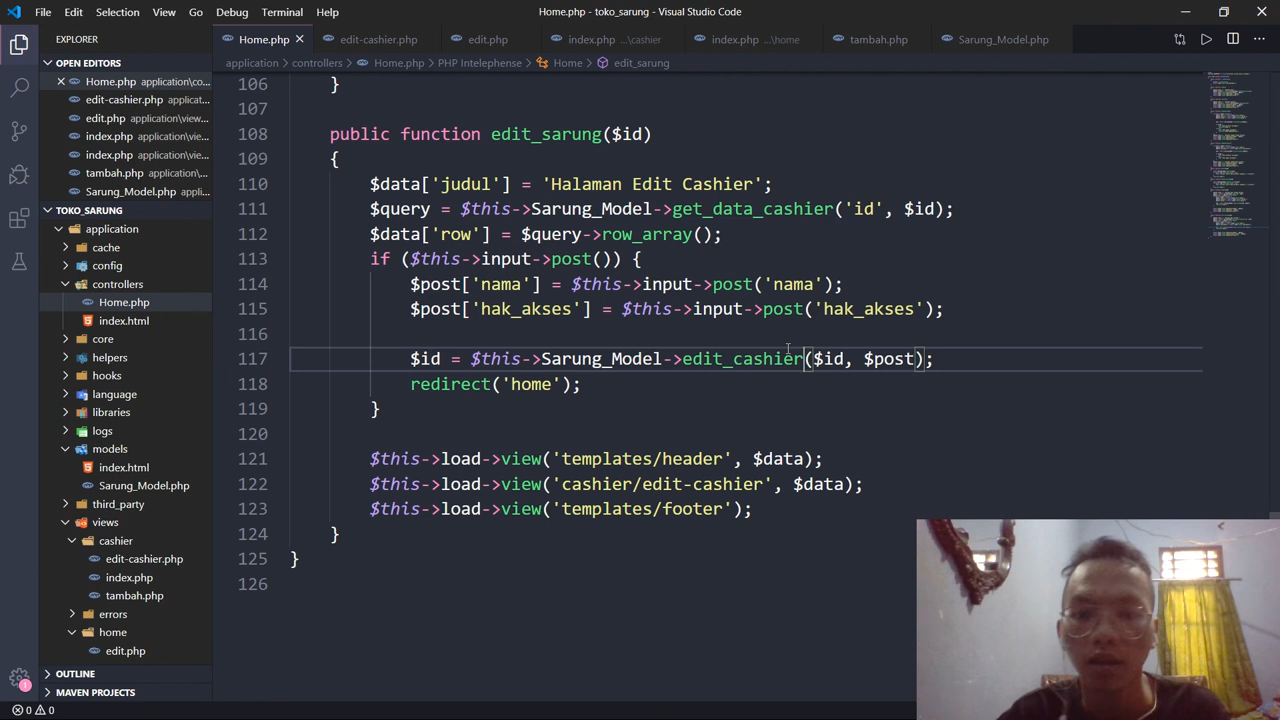 File Edit Selection View Go Debug Terminal Help
Home.php - toko_sarung - Visual Studio Code
EXPLORER
Home.php
edit-cashier.php
edit.php
index.php ...\cashier
index.php ...\home
tambah.php
Sarung_Model.php
application > controllers > Home.php > PHP Intelephense > Home > edit_sarung
OPEN EDITORS
Home.php application\co...
edit-cashier.php applicat...
edit.php application\view...
index.php application\vie...
index.php application\vie...
tambah.php application\...
Sarung_Model.php appli...
TOKO_SARUNG
application
cache
config
controllers
Home.php
index.html
core
helpers
hooks
language
libraries
logs
models
index.html
Sarung_Model.php
third_party
views
cashier
edit-cashier.php
index.php
tambah.php
errors
home
edit.php
OUTLINE
MAVEN PROJECTS
106 }
107
108 public function edit_sarung($id)
109 {
110 $data['judul'] = 'Halaman Edit Cashier';
111 $query = $this->Sarung_Model->get_data_cashier('id', $id);
112 $data['row'] = $query->row_array();
113 if ($this->input->post()) {
114 $post['nama'] = $this->input->post('nama');
115 $post['hak_akses'] = $this->input->post('hak_akses');
116
117 $id = $this->Sarung_Model->edit_cashier($id, $post);
118 redirect('home');
119 }
120
121 $this->load->view('templates/header', $data);
122 $this->load->view('cashier/edit-cashier', $data);
123 $this->load->view('templates/footer');
124 }
125 }
126
1
0 0